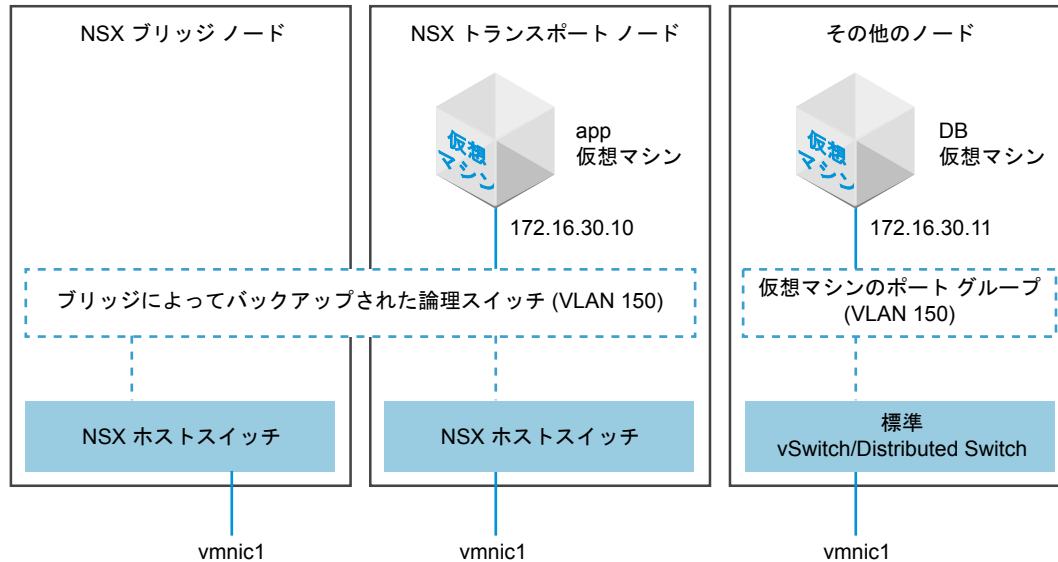 NSX ブリッジ ノード
NSX トランスポート ノード
その他のノード
仮想
マシン
app
仮想マシン
仮想
マシン
DB
仮想マシン
172.16.30.10
172.16.30.11
ブリッジによってバックアップされた論理スイッチ (VLAN 150)
仮想マシンのポート グループ
(VLAN 150)
NSX ホストスイッチ
NSX ホストスイッチ
標準
vSwitch/Distributed Switch
vmnic1
vmnic1
vmnic1